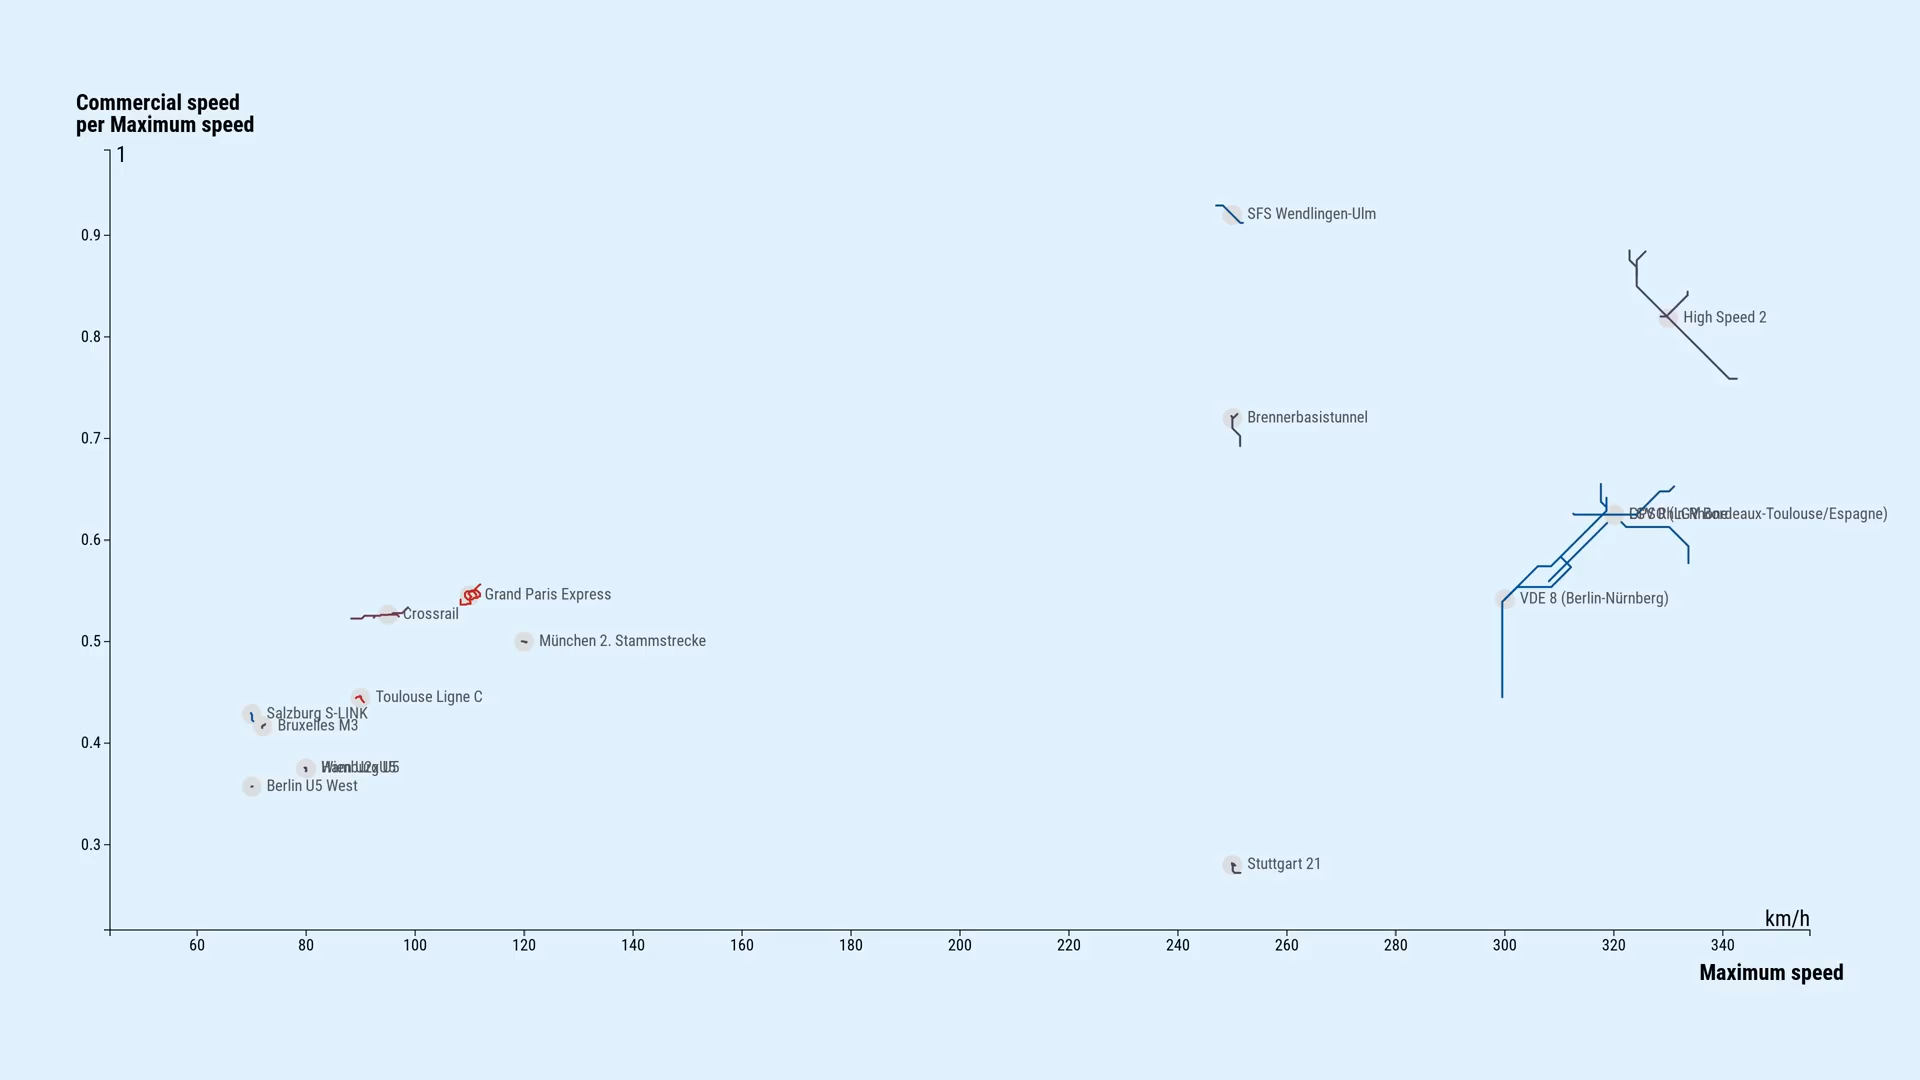 Commercial speed
per Maximum speed
1
SFS Wendlingen-Ulm
0.9
High Speed 2
0.8
Brennerbasistunnel
0.7
Bordeaux-Toulouse/Espagne)
0.6
Grand Paris Express
VDE 8 (Berlin-Nürnberg)
Crossrail
0.5
München 2. Stammstrecke
Toulouse Ligne C
Salzburg S-LINK
Bruxelles M3
0.4
Berlin U5 West
0.3
Stuttgart 21
km/h
60 80 100 120 140 160 180 200 220 240 260 280 300 320 340
Maximum speed